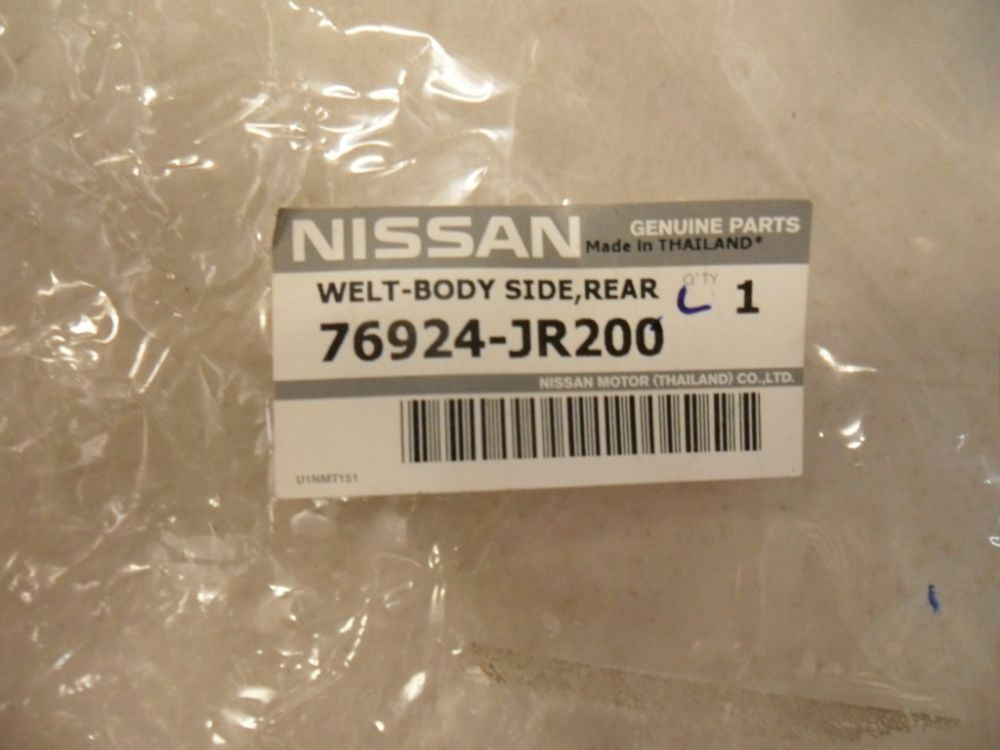 NISSAN GENUINE PARTS
Made in THAILAND*
WELT-BODY SIDE,REAR Q'TY L 1
76924-JR200
NISSAN MOTOR (THAILAND) CO.,LTD.
U1NMT151